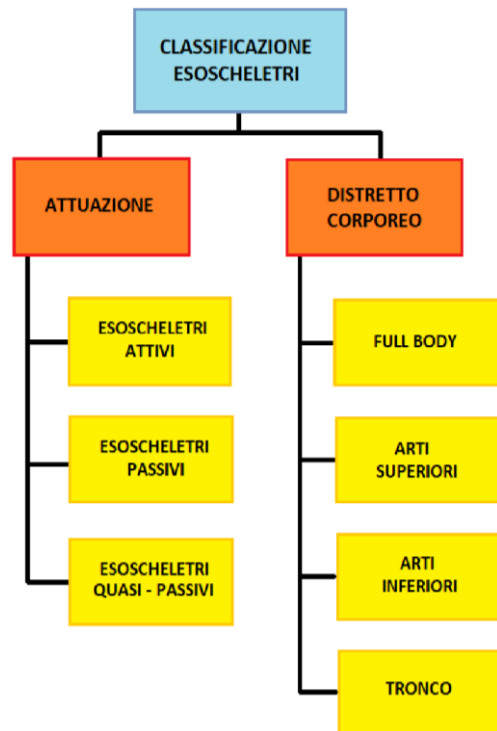 CLASSIFICAZIONE
ESOSCHELETRI
ATTUAZIONE
ESOSCHELETRI
ATTIVI
ESOSCHELETRI
PASSIVI
ESOSCHELETRI
QUASI - PASSIVI
DISTRETTO
CORPOREO
FULL BODY
ARTI
SUPERIORI
ARTI
INFERIORI
TRONCO